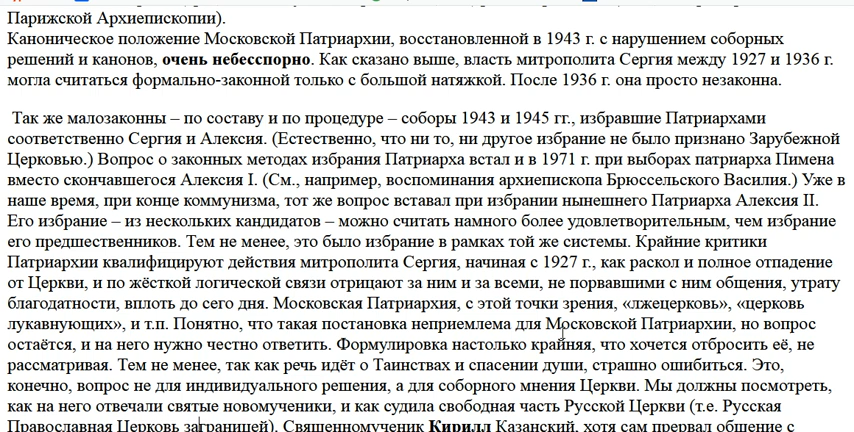 Парижской Архиепископии).
Каноническое положение Московской Патриархии, восстановленной в 1943 г. с нарушением соборных
решений и канонов, очень небесспорно. Как сказано выше, власть митрополита Сергия между 1927 и 1936 г.
могла считаться формально-законной только с большой натяжкой. После 1936 г. она просто незаконна.
Так же малозаконны – по составу и по процедуре – соборы 1943 и 1945 гг., избравшие Патриархами
соответственно Сергия и Алексия. (Естественно, что ни то, ни другое избрание не было признано Зарубежной
Церковью.) Вопрос о законных методах избрания Патриарха встал и в 1971 г. при выборах патриарха Пимена
вместо скончавшегося Алексия I. (См., например, воспоминания архиепископа Брюссельского Василия.) Уже в
наше время, при конце коммунизма, тот же вопрос вставал при избрании нынешнего Патриарха Алексия II.
Его избрание – из нескольких кандидатов – можно считать намного более удовлетворительным, чем избрание
его предшественников. Тем не менее, это было избрание в рамках той же системы. Крайние критики
Патриархии квалифицируют действия митрополита Сергия, начиная с 1927 г., как раскол и полное отпадение
от Церкви, и по жёсткой логической связи отрицают за ним и за всеми, не порвавшими с ним общения, утрату
благодатности, вплоть до сего дня. Московская Патриархия, с этой точки зрения, «лжецерковь», «церковь
лукавнующих», и т.п. Понятно, что такая постановка неприемлема для Московской Патриархии, но вопрос
остаётся, и на него нужно честно ответить. Формулировка настолько крайняя, что хочется отбросить её, не
рассматривая. Тем не менее, так как речь идёт о Таинствах и спасении души, страшно ошибиться. Это,
конечно, вопрос не для индивидуального решения, а для соборного мнения Церкви. Мы должны посмотреть,
как на него отвечали святые новомученики, и как судила свободная часть Русской Церкви (т.е. Русская
Православная Церковь заграницей). Священномученик Кирилл Казанский, хотя сам прервал общение с